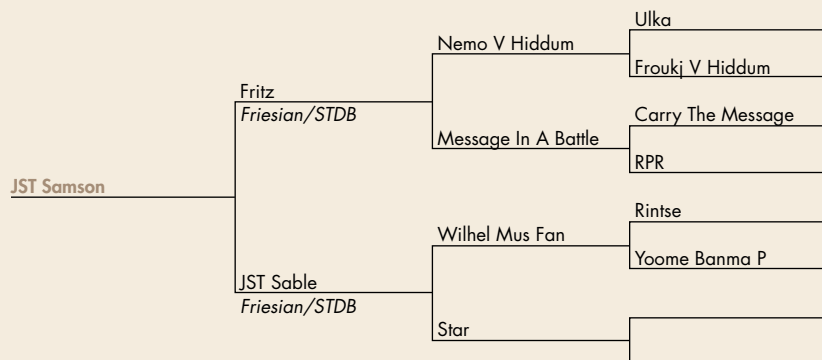 Ulka
Nemo V Hiddum
Froukj V Hiddum
Fritz
Friesian/STDB
Carry The Message
Message In A Battle
RPR
JST Samson
Rintse
Wilhel Mus Fan
Yoome Banma P
JST Sable
Friesian/STDB
Star